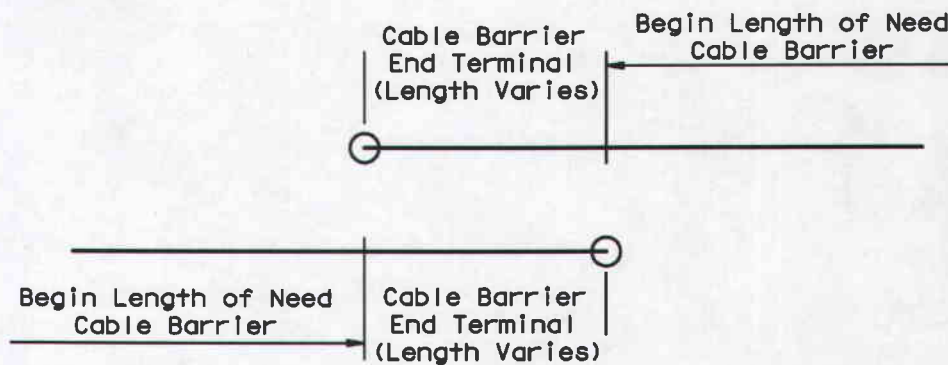 Cable Barrier
End Terminal
(Length Varies)
Begin Length of Need
Cable Barrier
Begin Length of Need
Cable Barrier
Cable Barrier
End Terminal
(Length Varies)